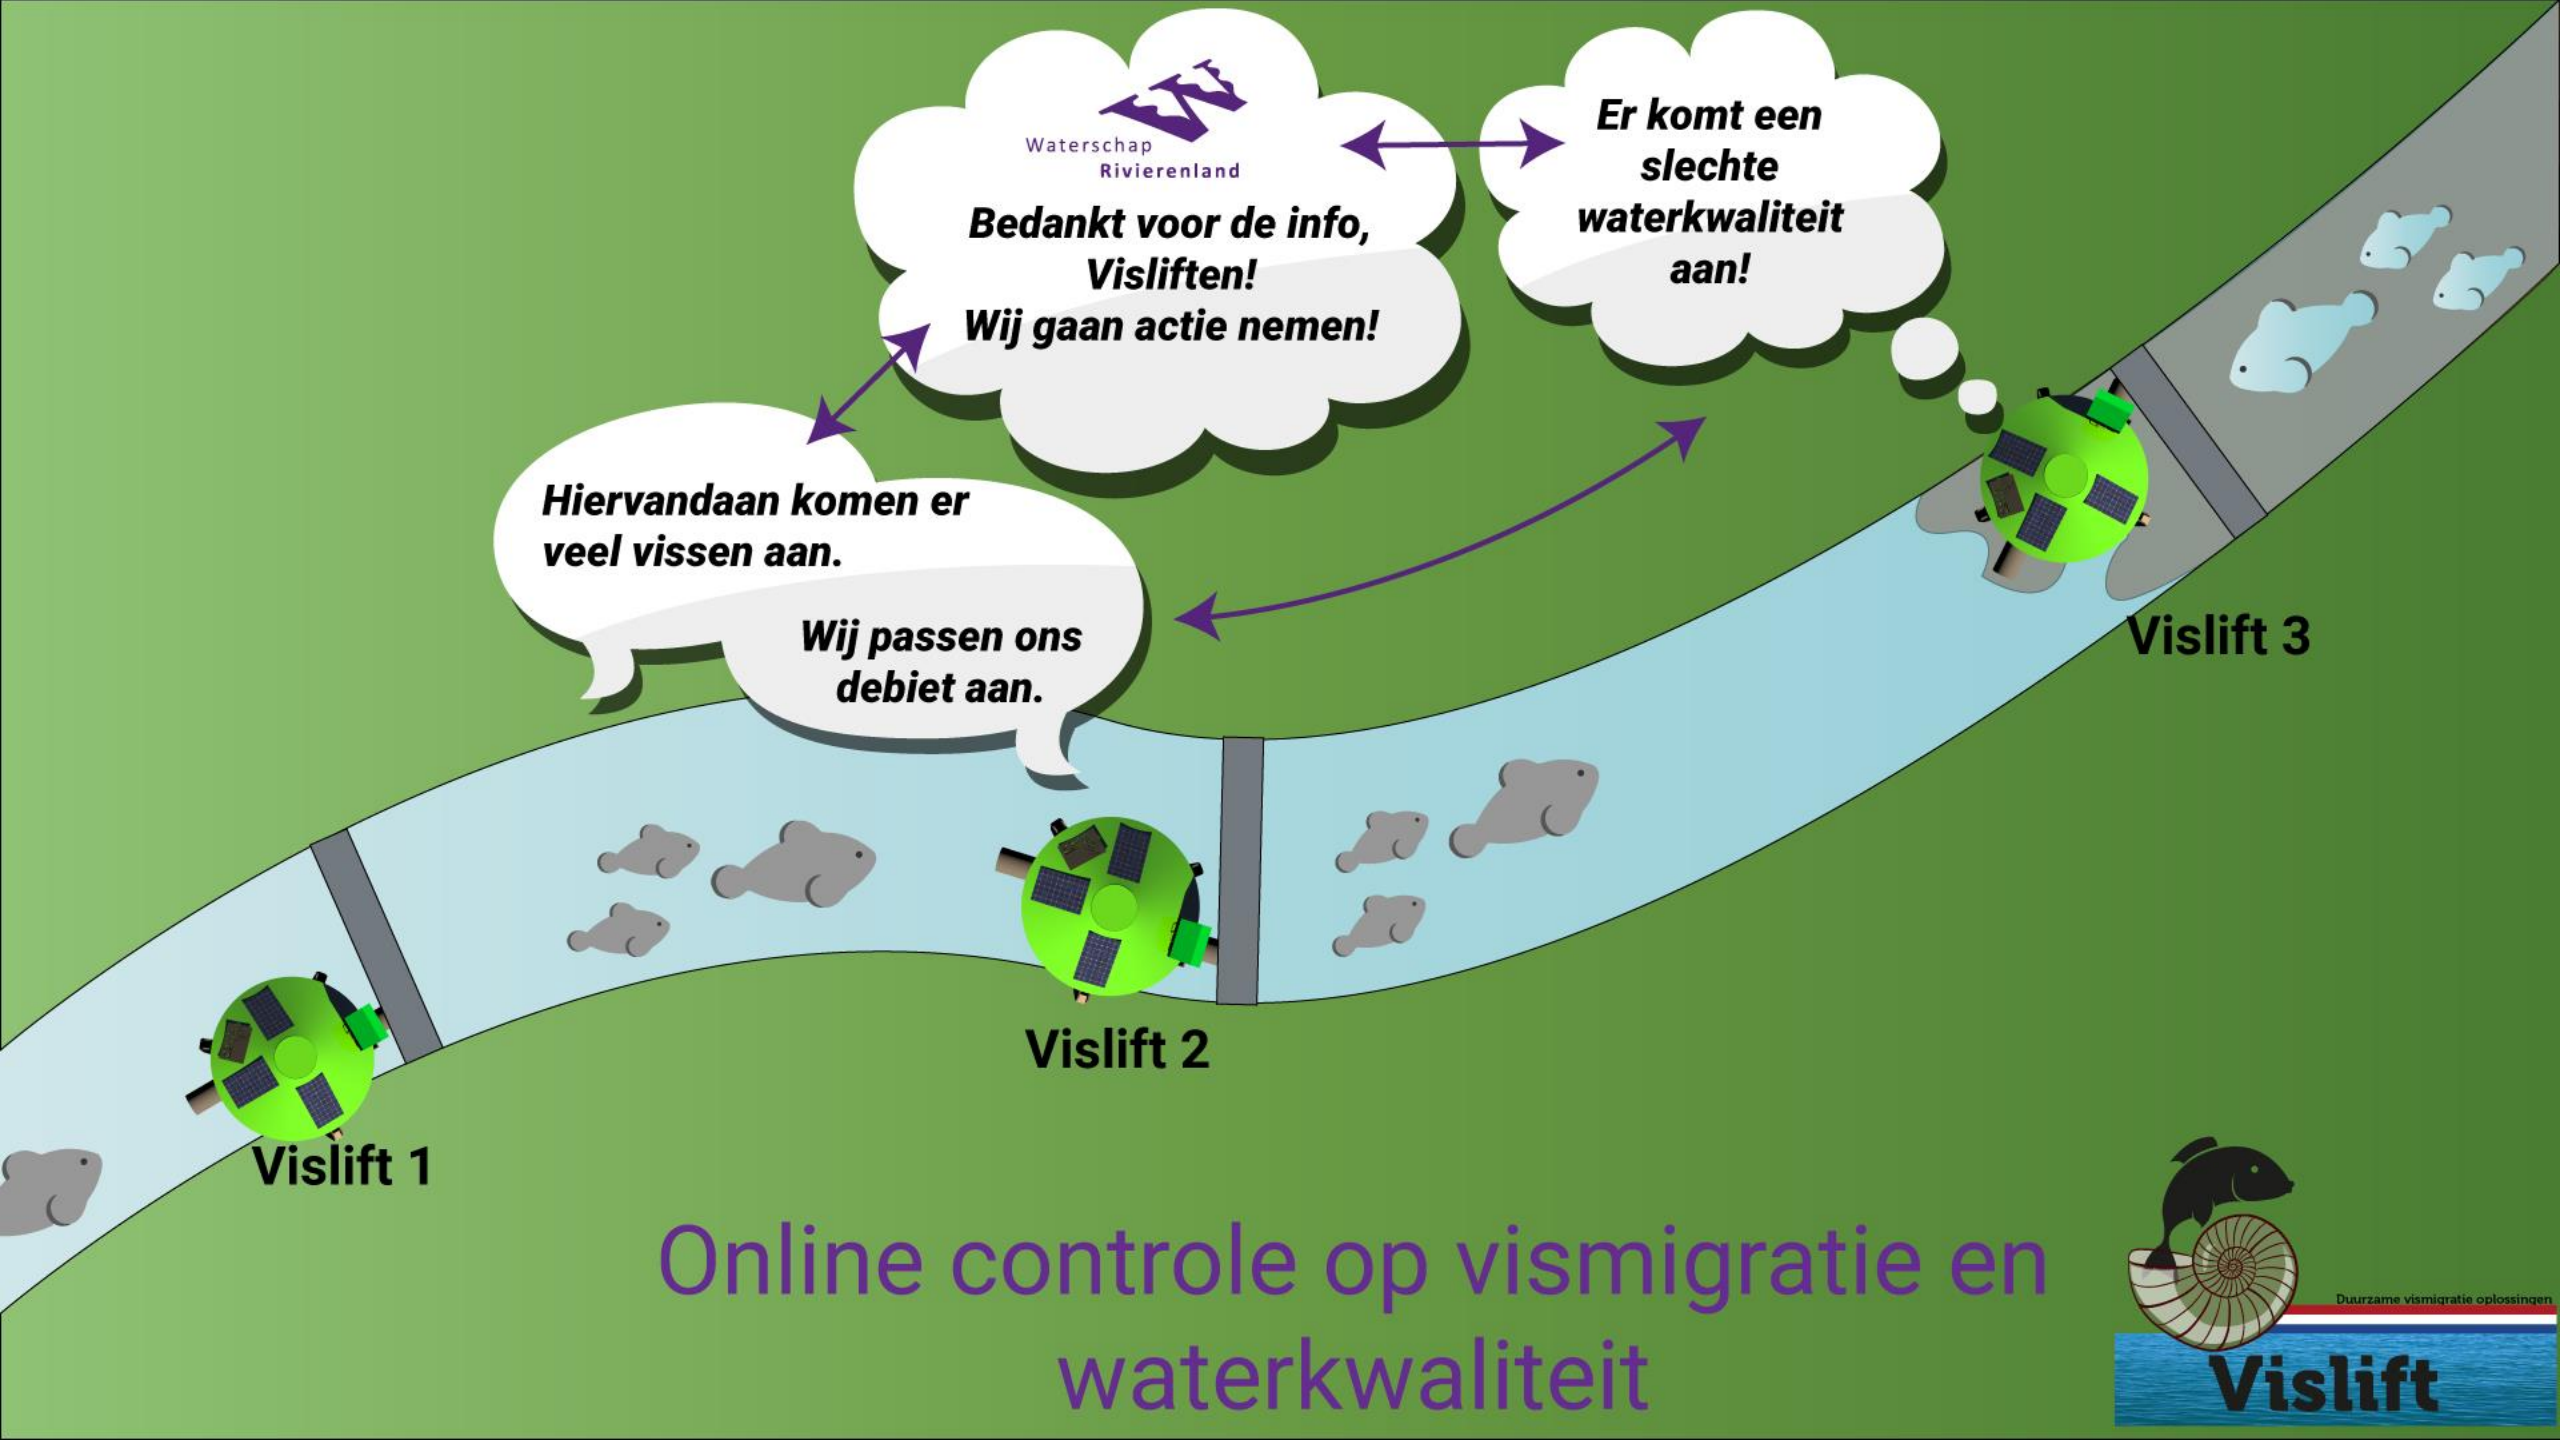 Waterschap
Rivierenland
Bedankt voor de info,
Visliften!
Wij gaan actie nemen!
Er komt een
slechte
waterkwaliteit
aan!
Hiervandaan komen er
veel vissen aan.
Wij passen ons
debiet aan.
Vislift 3
Vislift 2
Vislift 1
Online controle op vismigratie en
waterkwaliteit
Duurzame vismigratie oplossingen
Vislift